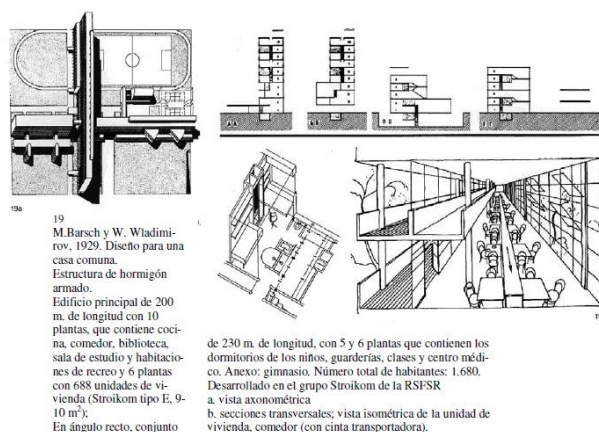 19a
19
M.Barsch y W. Wladimi-
rov, 1929. Diseño para una
casa comuna.
Estructura de hormigón
armado.
Edificio principal de 200
m. de longitud con 10
plantas, que contiene coci-
na, comedor, biblioteca,
sala de estudio y habitacio-
nes de recreo y 6 plantas
con 688 unidades de vi-
vienda (Stroikom tipo E, 9-
10 m²);
En ángulo recto, conjunto
de 230 m. de longitud, con 5 y 6 plantas que contienen los
dormitorios de los niños, guarderías, clases y centro médi-
co. Anexo: gimnasio. Número total de habitantes: 1.680.
Desarrollado en el grupo Stroikom de la RSFSR
a. vista axonométrica
b. secciones transversales; vista isométrica de la unidad de
vivienda, comedor (con cinta transportadora).